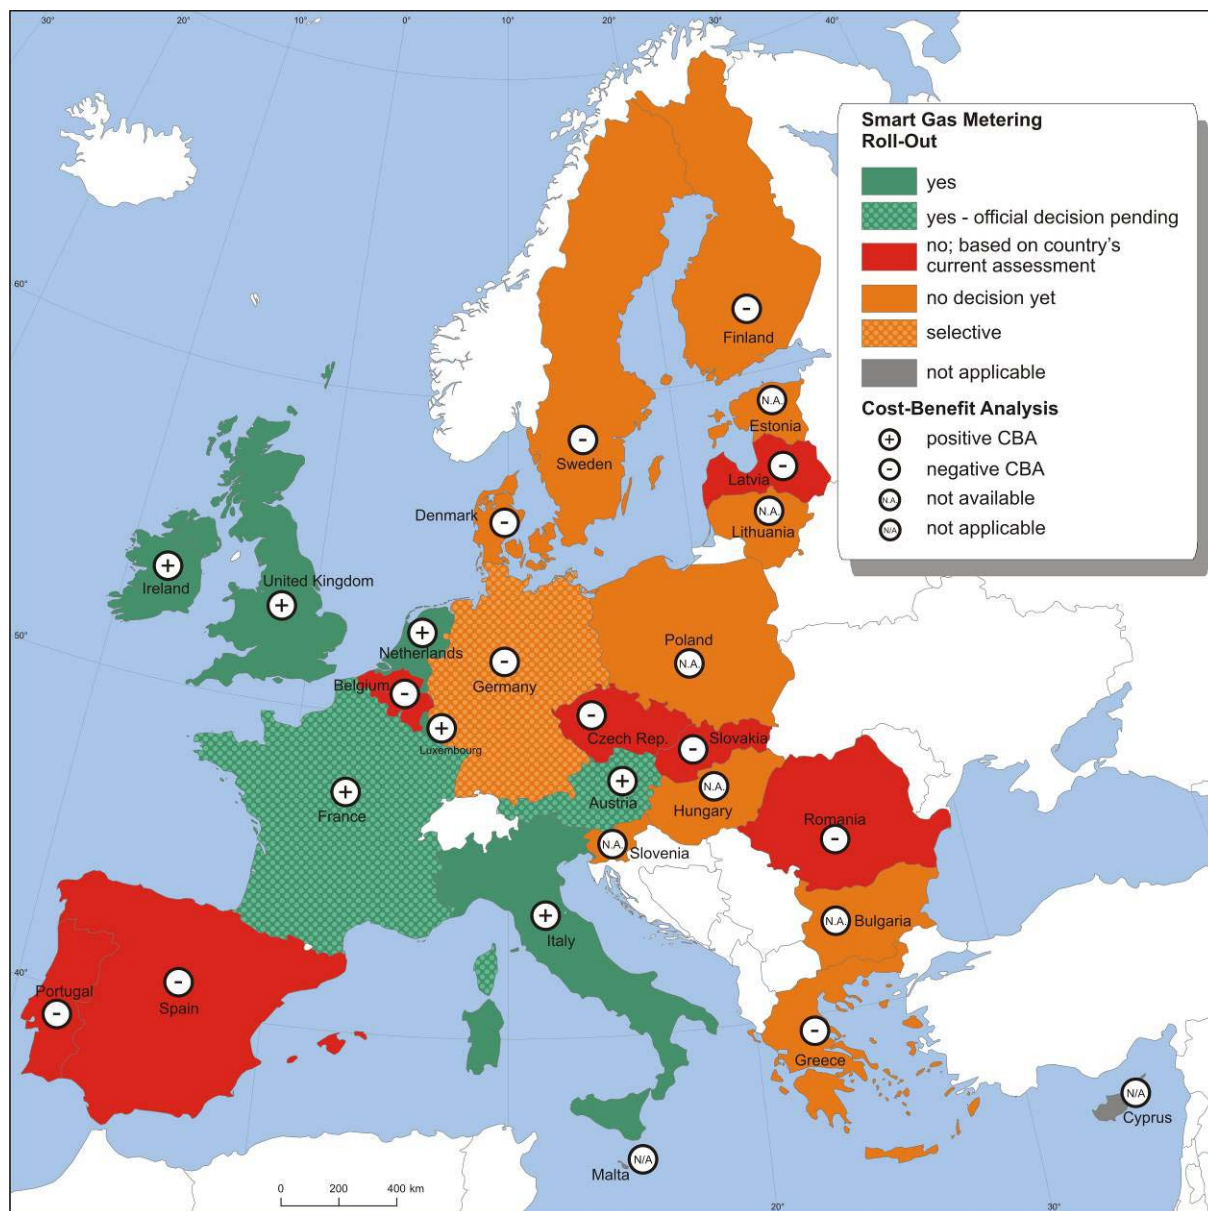 30°
20°
10°
0°
10°
20°
30°
40°
60°
50°
40°
20°
30°
Smart Gas Metering
Roll-Out
yes
yes - official decision pending
no; based on country's
current assessment
no decision yet
selective
not applicable
Cost-Benefit Analysis
+ positive CBA
- negative CBA
N.A. not available
N/A not applicable
-
Finland
N.A.
Estonia
-
Sweden
-
Latvia
N.A.
Lithuania
Denmark -
+
Ireland
United Kingdom
+
+
Netherlands
Belgium -
-
Germany
Poland
N.A.
+
Luxembourg
-
Czech Rep.
- Slovakia
+
France
+
Austria
N.A.
Hungary
N.A. Slovenia
Romania
-
N.A. Bulgaria
+
Italy
Portugal
-
-
Spain
-
Greece
N/A
Cyprus
N/A
Malta
0 200 400 km